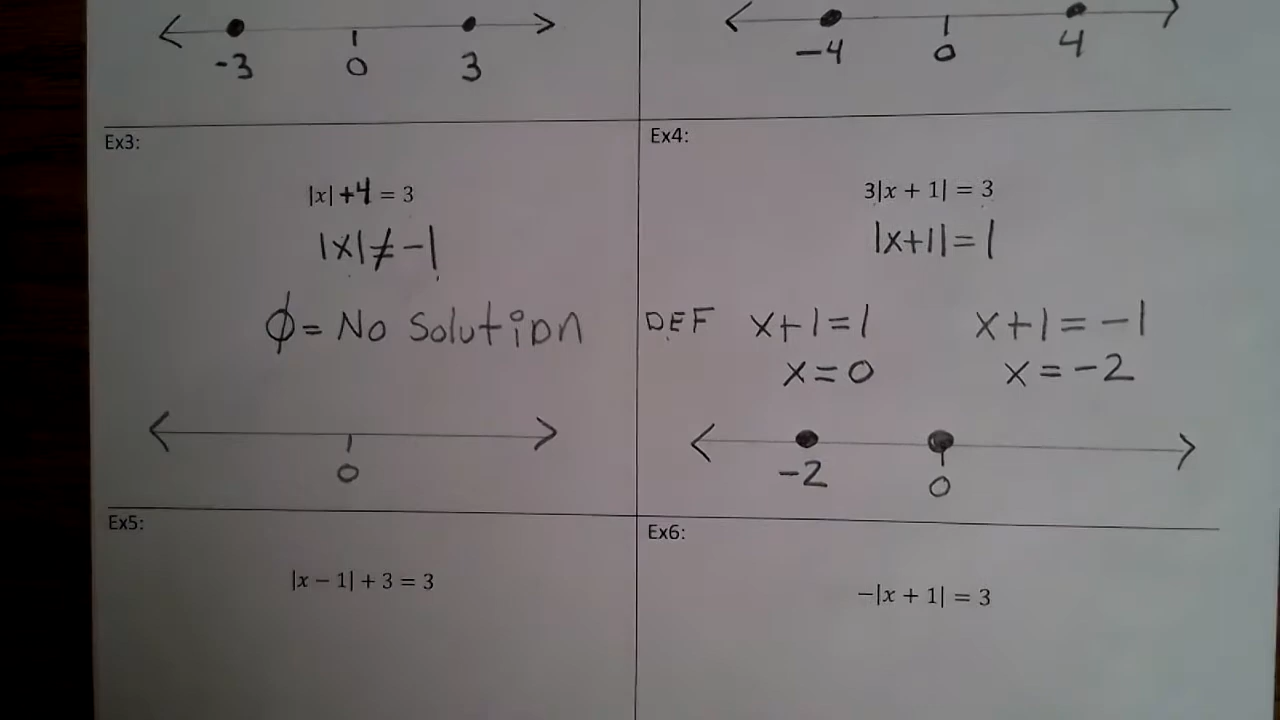 -3 0 3
-4 0 4
Ex3:
|x| +4 = 3
|x| ≠ -1
∅ = No Solution
0
Ex4:
3|x + 1| = 3
|x+1| = 1
DEF x+1=1 x+1=-1
x=0 x=-2
-2 0
Ex5:
|x − 1| + 3 = 3
Ex6:
−|x + 1| = 3